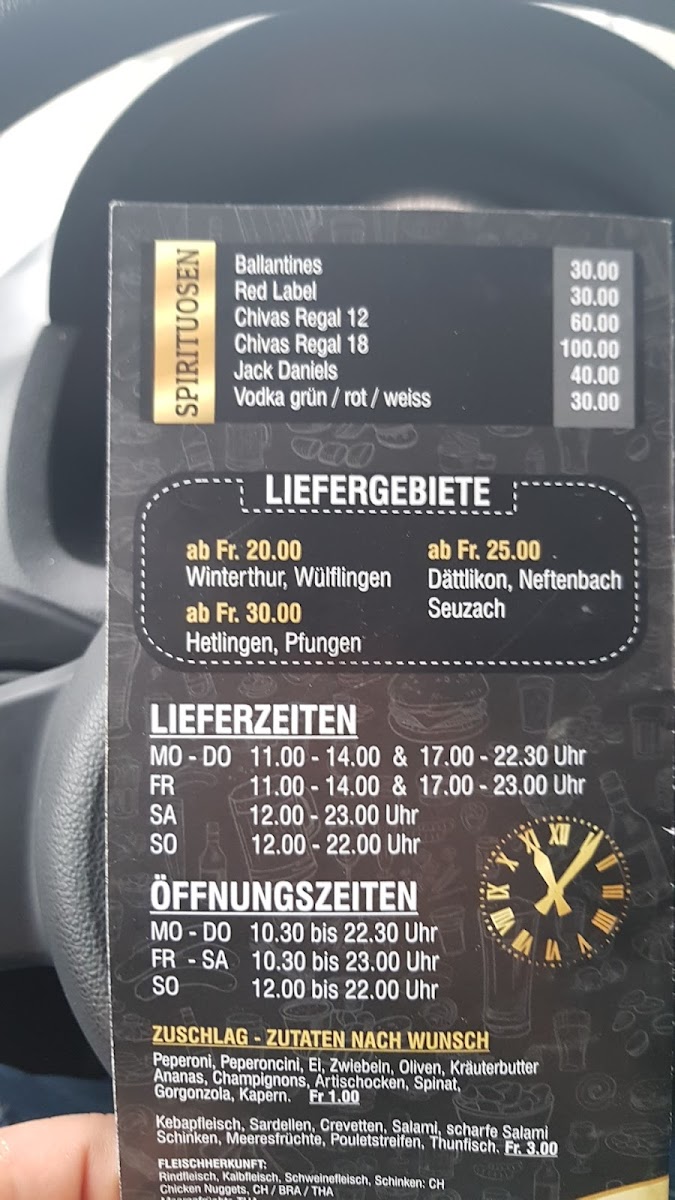 SPIRITUOSEN
Ballantines 30.00
Red Label 30.00
Chivas Regal 12 60.00
Chivas Regal 18 100.00
Jack Daniels 40.00
Vodka grün / rot / weiss 30.00
LIEFERGEBIETE
ab Fr. 20.00
Winterthur, Wülflingen
ab Fr. 30.00
Hetlingen, Pfungen
ab Fr. 25.00
Dättlikon, Neftenbach
Seuzach
LIEFERZEITEN
MO - DO 11.00 - 14.00 & 17.00 - 22.30 Uhr
FR 11.00 - 14.00 & 17.00 - 23.00 Uhr
SA 12.00 - 23.00 Uhr
SO 12.00 - 22.00 Uhr
ÖFFNUNGSZEITEN
MO - DO 10.30 bis 22.30 Uhr
FR - SA 10.30 bis 23.00 Uhr
SO 12.00 bis 22.00 Uhr
ZUSCHLAG - ZUTATEN NACH WUNSCH
Peperoni, Peperoncini, Ei, Zwiebeln, Oliven, Kräuterbutter
Ananas, Champignons, Artischocken, Spinat,
Gorgonzola, Kapern. Fr 1.00
Kebapfleisch, Sardellen, Crevetten, Salami, scharfe Salami
Schinken, Meeresfrüchte, Pouletstreifen, Thunfisch. Fr. 3.00
FLEISCHHERKUNFT:
Rindfleisch, Kalbfleisch, Schweinefleisch, Schinken: CH
Chicken Nuggets, CH / BRA / THA